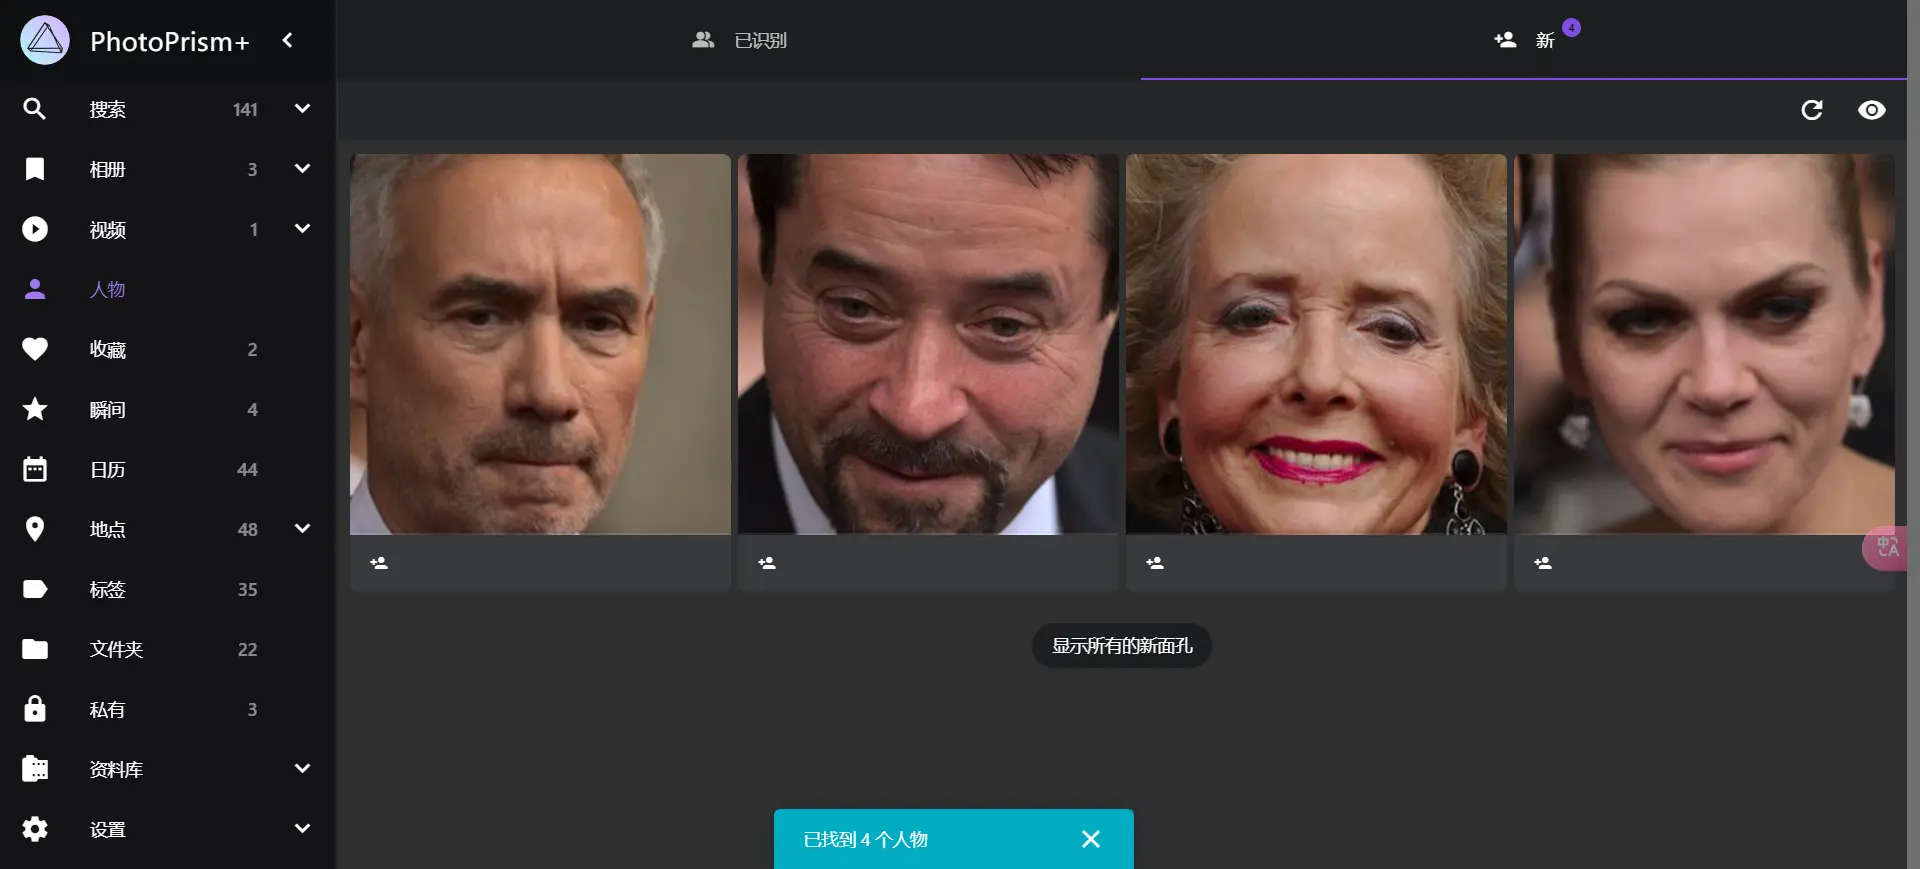 PhotoPrism+
搜索 141
相册 3
视频 1
人物
收藏 2
瞬间 4
日历 44
地点 48
标签 35
文件夹 22
私有 3
资料库
设置
已识别
新 4
中A
显示所有的新面孔
已找到 4 个人物